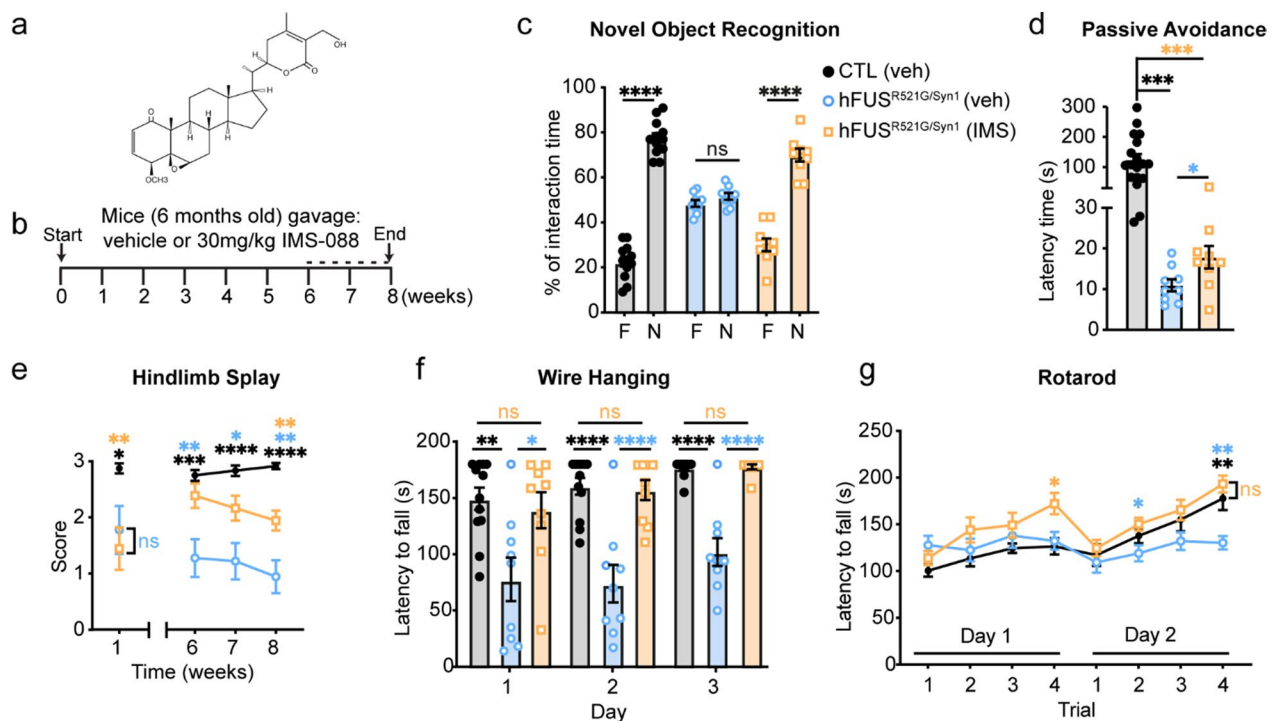 a
O
OH
O
O
H
H
H
H
H
O
OCH3
b
Mice (6 months old) gavage:
vehicle or 30mg/kg IMS-088
Start
End
0 1 2 3 4 5 6 7 8 (weeks)
c
Novel Object Recognition
CTL (veh)
hFUSR521G/Syn1 (veh)
hFUSR521G/Syn1 (IMS)
% of interaction time
100
80
60
40
20
0
**** ns ****
F N F N F N
d
Passive Avoidance
***
***
*
Latency time (s)
300
200
100
20
10
0
e
Hindlimb Splay
** **
* ** * **
*** **** ****
Score
3
2
1
0
ns
1 6 7 8
Time (weeks)
f
Wire Hanging
ns ns ns
** * **** **** **** ****
Latency to fall (s)
200
150
100
50
0
1 2 3
Day
g
Rotarod
Latency to fall (s)
250
200
150
100
50
0
**
**
* * ns
Day 1 Day 2
1 2 3 4 1 2 3 4
Trial